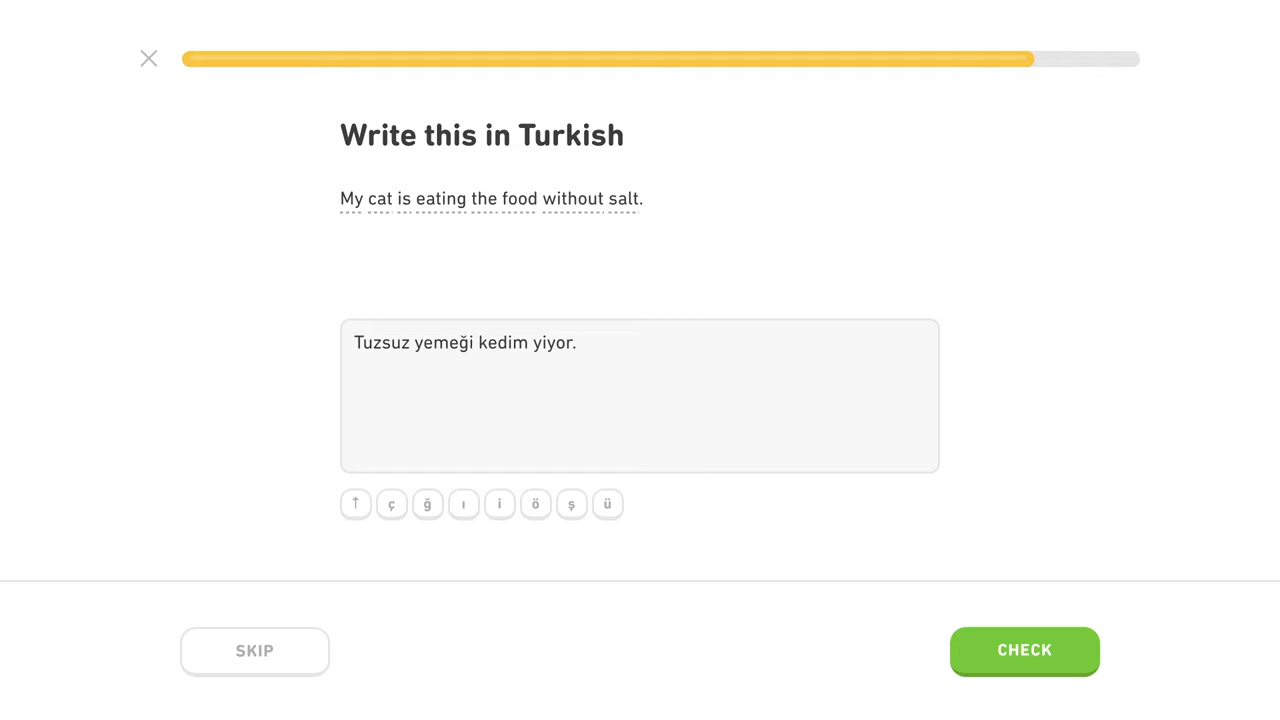 Write this in Turkish
My cat is eating the food without salt.
Tuzsuz yemeği kedim yiyor.
↑ ç ğ ı i ö ş ü
SKIP
CHECK